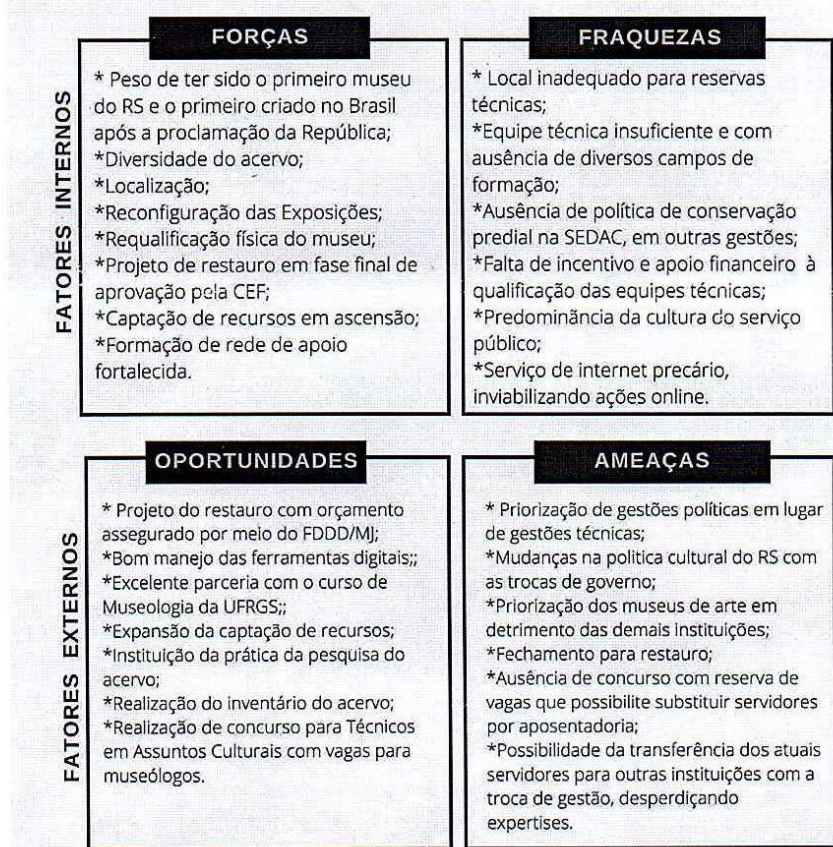 FATORES INTERNOS
FORÇAS
* Peso de ter sido o primeiro museu
do RS e o primeiro criado no Brasil
após a proclamação da República;
*Diversidade do acervo;
*Localização;
*Reconfiguração das Exposições;
*Requalificação física do museu;
*Projeto de restauro em fase final de
aprovação pela CEF;
*Captação de recursos em ascensão;
*Formação de rede de apoio
fortalecida.
FRAQUEZAS
* Local inadequado para reservas
técnicas;
*Equipe técnica insuficiente e com
ausência de diversos campos de
formação;
*Ausência de política de conservação
predial na SEDAC, em outras gestões;
*Falta de incentivo e apoio financeiro à
qualificação das equipes técnicas;
*Predominância da cultura do serviço
público;
*Serviço de internet precário,
inviabilizando ações online.
FATORES EXTERNOS
OPORTUNIDADES
* Projeto do restauro com orçamento
assegurado por meio do FDDD/MJ;
*Bom manejo das ferramentas digitais;;
*Excelente parceria com o curso de
Museologia da UFRGS;;
*Expansão da captação de recursos;
*Instituição da prática da pesquisa do
acervo;
*Realização do inventário do acervo;
*Realização de concurso para Técnicos
em Assuntos Culturais com vagas para
museólogos.
AMEAÇAS
* Priorização de gestões políticas em lugar
de gestões técnicas;
*Mudanças na politica cultural do RS com
as trocas de governo;
*Priorização dos museus de arte em
detrimento das demais instituições;
*Fechamento para restauro;
*Ausência de concurso com reserva de
vagas que possibilite substituir servidores
por aposentadoria;
*Possibilidade da transferência dos atuais
servidores para outras instituições com a
troca de gestão, desperdiçando
expertises.